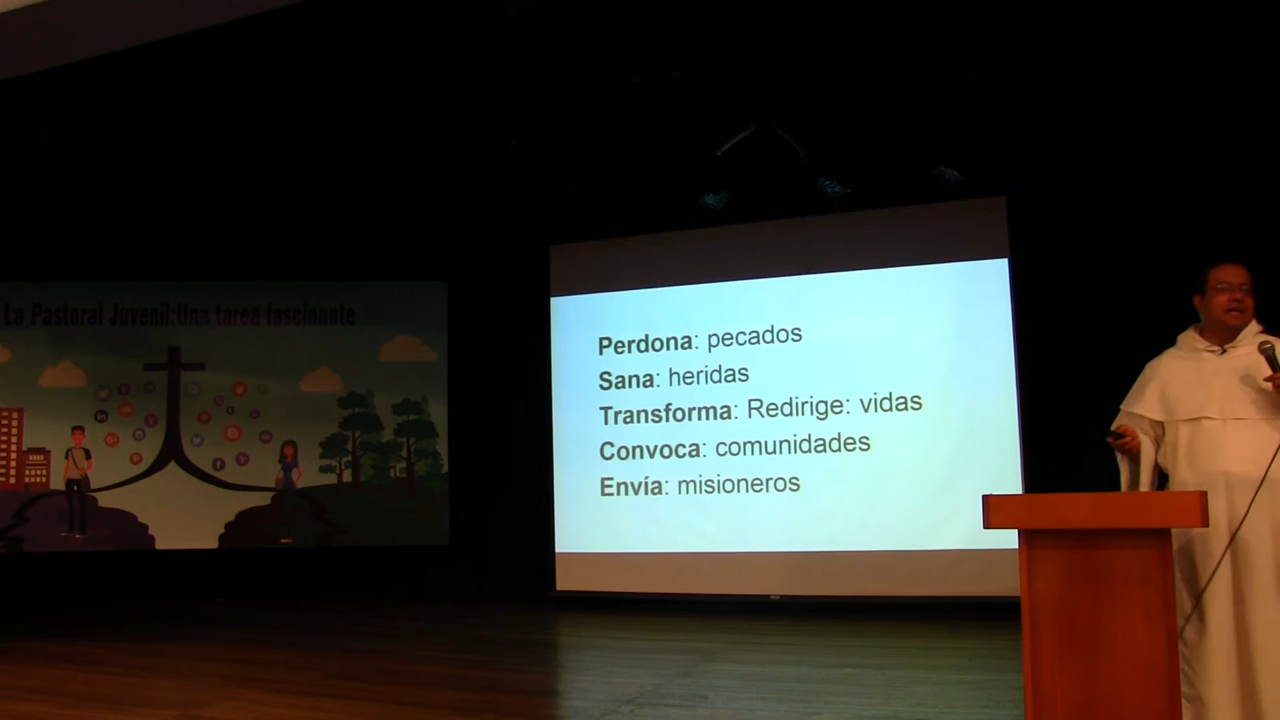 La Pastoral Juvenil:Una tarea fascinante
Perdona: pecados
Sana: heridas
Transforma: Redirige: vidas
Convoca: comunidades
Envía: misioneros